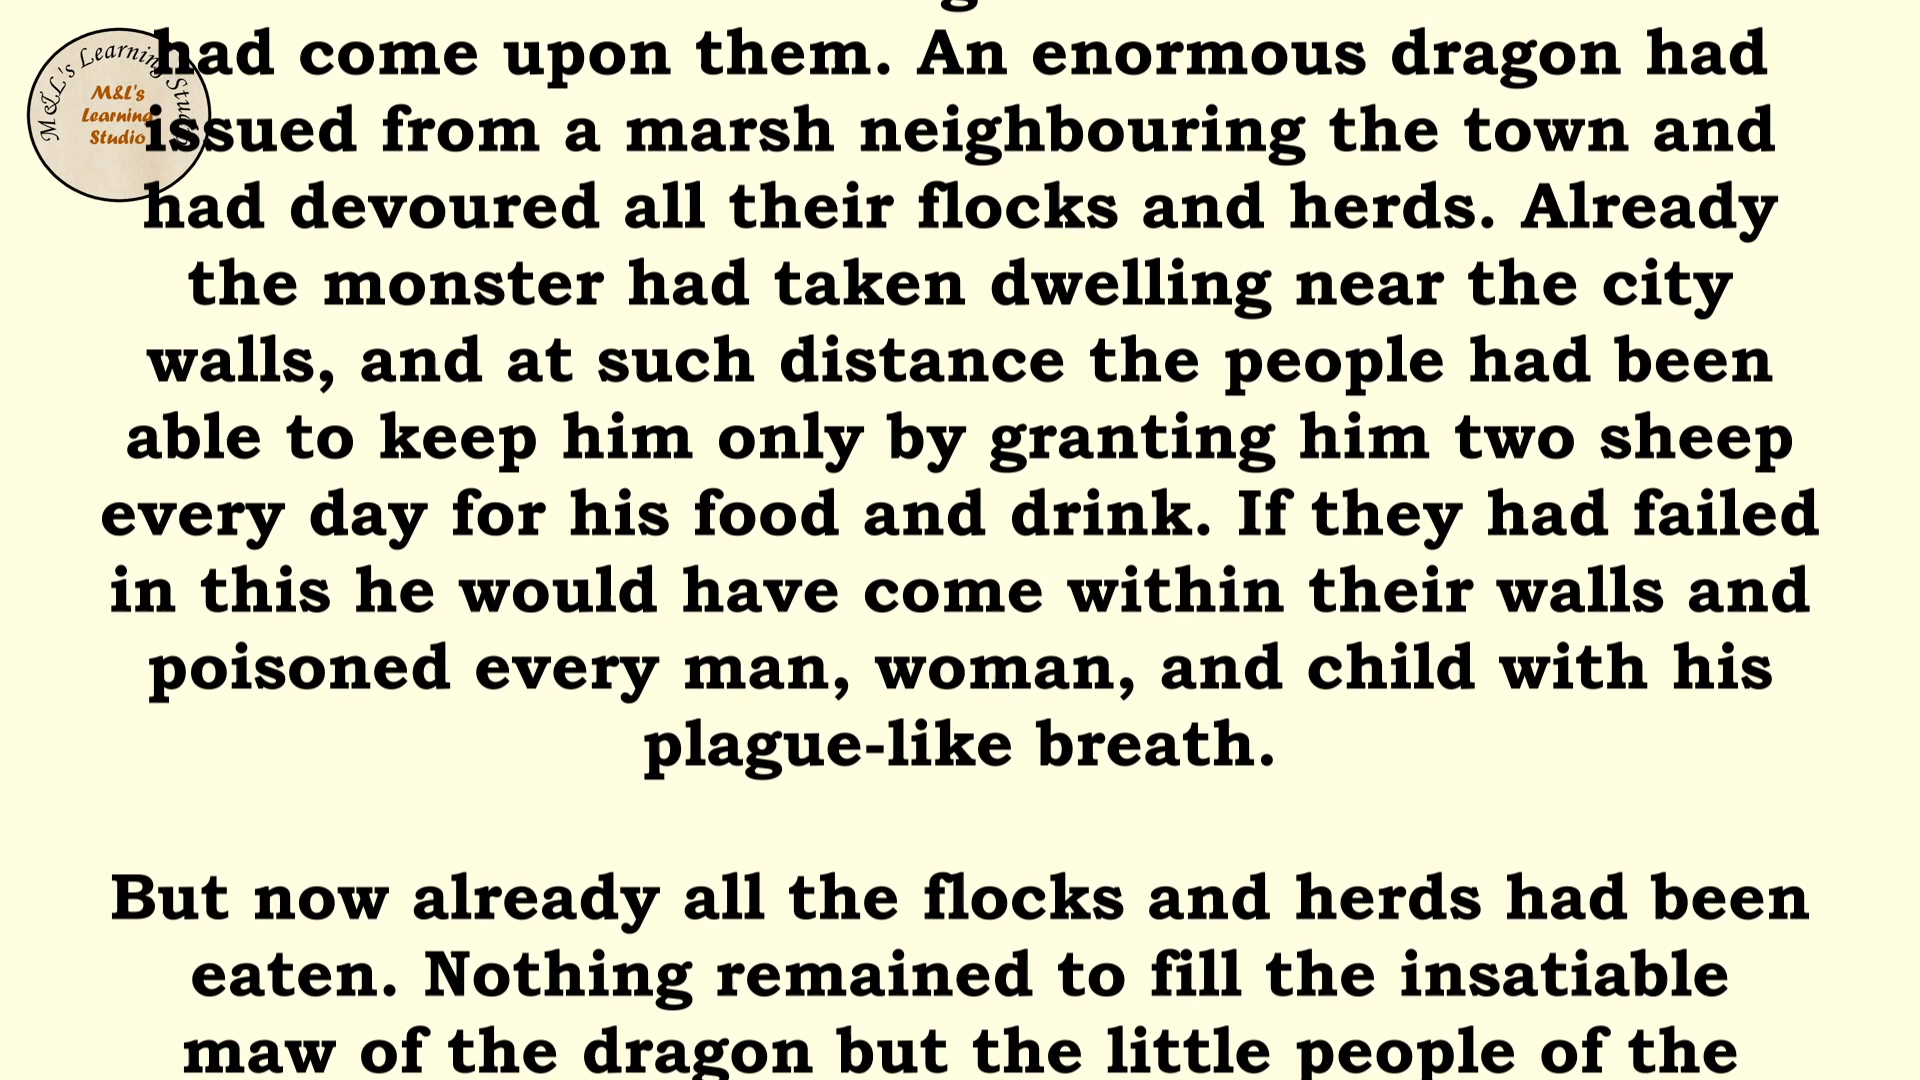 M&L's Learning Studio
M&L's
Learning
Studio
had come upon them. An enormous dragon had
issued from a marsh neighbouring the town and
had devoured all their flocks and herds. Already
the monster had taken dwelling near the city
walls, and at such distance the people had been
able to keep him only by granting him two sheep
every day for his food and drink. If they had failed
in this he would have come within their walls and
poisoned every man, woman, and child with his
plague-like breath.
But now already all the flocks and herds had been
eaten. Nothing remained to fill the insatiable
maw of the dragon but the little people of the